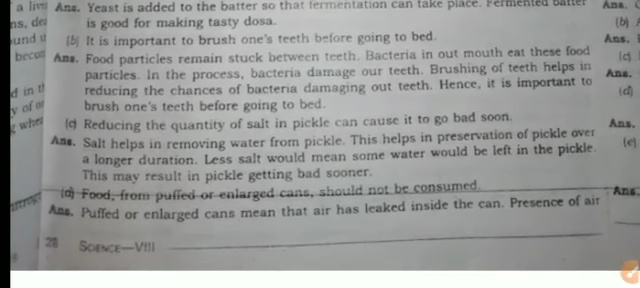 a live Ans. Yeast is added to the batter so that fermentation can take place. Fermented batter Ans.
is good for making tasty dosa. (b)
(b) It is important to brush one's teeth before going to bed. Ans.
Ans. Food particles remain stuck between teeth. Bacteria in out mouth eat these food (c)
particles. In the process, bacteria damage our teeth. Brushing of teeth helps in Ans.
reducing the chances of bacteria damaging out teeth. Hence, it is important to (d)
brush one's teeth before going to bed.
(c) Reducing the quantity of salt in pickle can cause it to go bad soon. Ans.
Ans. Salt helps in removing water from pickle. This helps in preservation of pickle over (e)
a longer duration. Less salt would mean some water would be left in the pickle.
This may result in pickle getting bad sooner.
(d) Food, from puffed or enlarged cans, should not be consumed. Ans.
Ans. Puffed or enlarged cans mean that air has leaked inside the can. Presence of air
28 SCIENCE—VIII